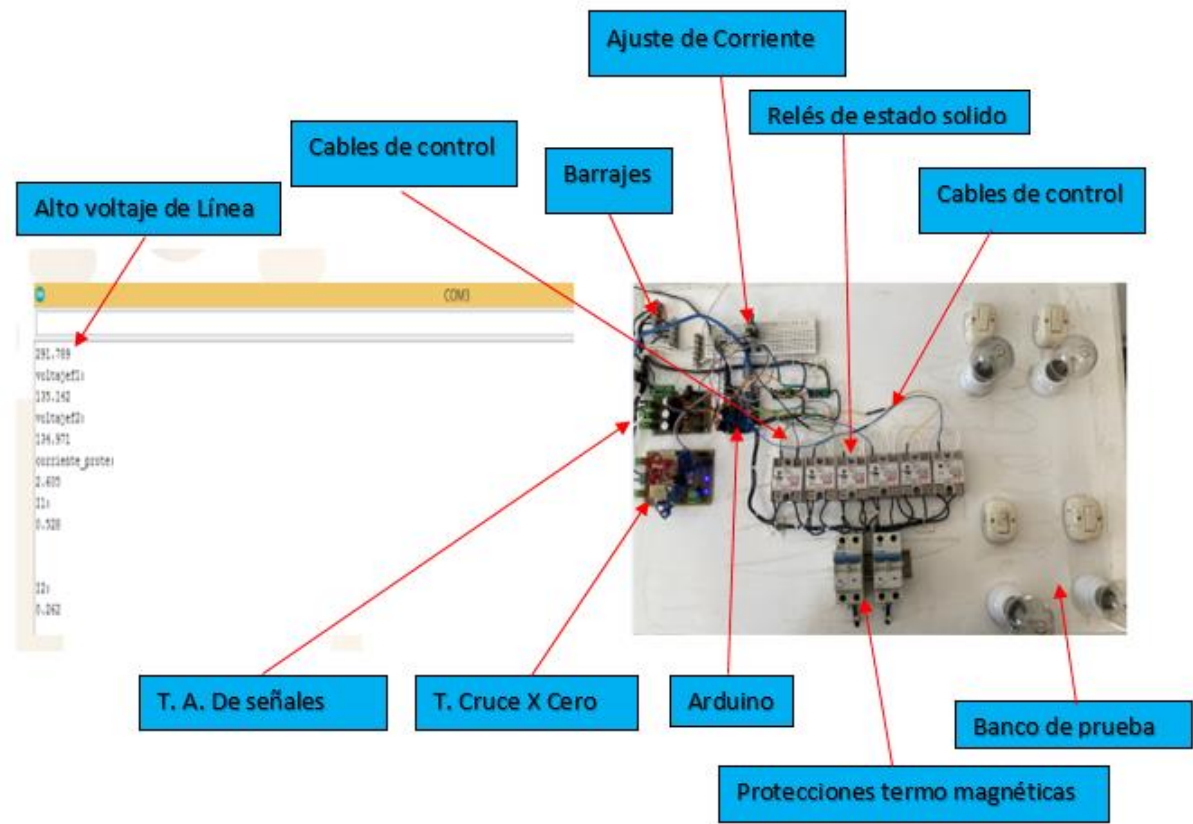 Ajuste de Corriente
Relés de estado solido
Cables de control
Barrajes
Cables de control
Alto voltaje de Línea
COM3
291.789
voltajef1:
135.142
voltajef2:
134.971
corriente_prote:
2.605
I1:
0.528
I2:
0.262
T. A. De señales
T. Cruce X Cero
Arduino
Banco de prueba
Protecciones termo magnéticas